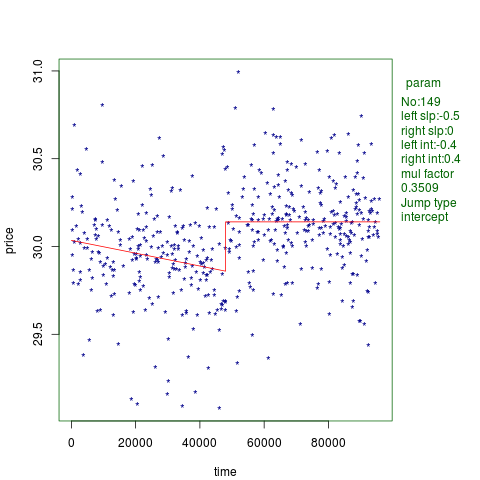 param
No:149
left slp:-0.5
right slp:0
left int:-0.4
right int:0.4
mul factor
0.3509
Jump type
intercept
price
31.0
30.5
30.0
29.5
0 20000 40000 60000 80000
time